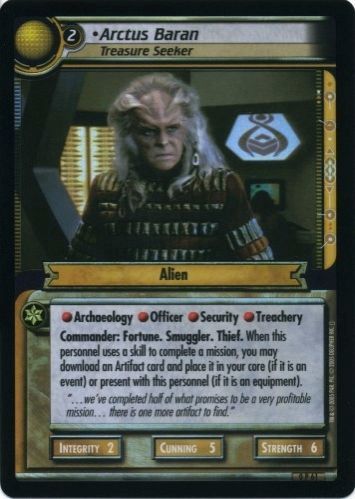 2
•Arctus Baran
Treasure Seeker
Alien
Archaeology Officer Security Treachery
Commander: Fortune. Smuggler. Thief. When this
personnel uses a skill to complete a mission, you may
download an Artifact card and place it in your core (if it is an
event) or present with this personnel (if it is an equipment).
"...we've completed half of what promises to be a very profitable
mission... there is one more artifact to find."
INTEGRITY 2 CUNNING 5 STRENGTH 6